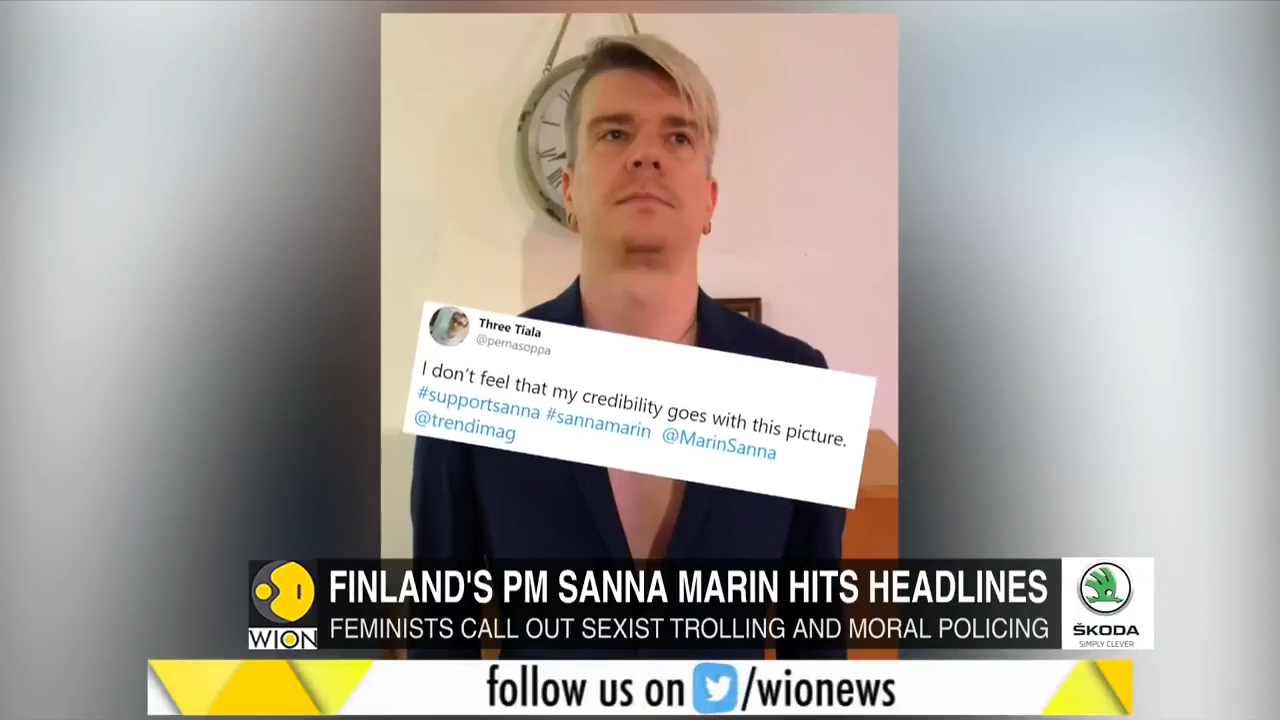 Three Tiala
@pernasoppa
I don't feel that my credibility goes with this picture.
#supportsanna #sannamarin @MarinSanna
@trendimag
FINLAND'S PM SANNA MARIN HITS HEADLINES
FEMINISTS CALL OUT SEXIST TROLLING AND MORAL POLICING
WION
ŠKODA
SIMPLY CLEVER
follow us on /wionews